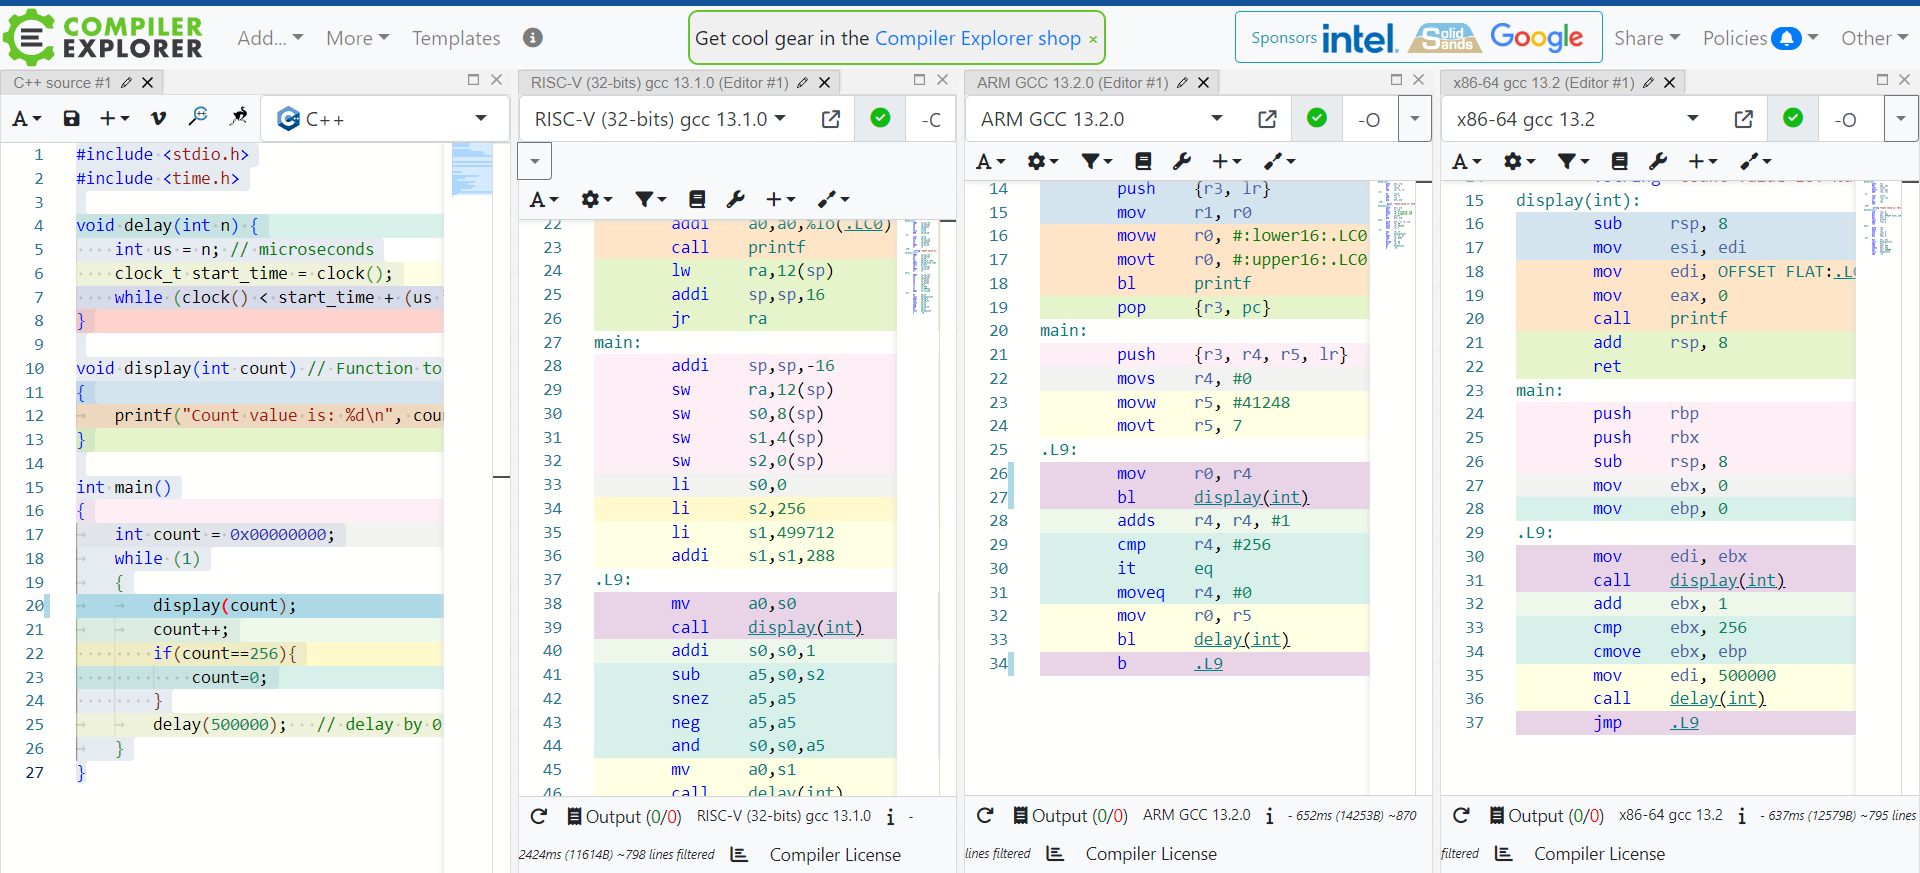 COMPILER
EXPLORER
Add...
More
Templates
Get cool gear in the Compiler Explorer shop ×
Sponsors intel. Solid Sands Google
Share
Policies
Other
C++ source #1
A
C++
1 #include <stdio.h>
2 #include <time.h>
3
4 void delay(int n) {
5 int us = n; // microseconds
6 clock_t start_time = clock();
7 while (clock() < start_time + (us
8 }
9
10 void display(int count) // Function to
11 {
12 printf("Count value is: %d\n", cou
13 }
14
15 int main()
16 {
17 int count = 0x00000000;
18 while (1)
19 {
20 display(count);
21 count++;
22 if(count==256){
23 count=0;
24 }
25 delay(500000); // delay by 0
26 }
27 }
RISC-V (32-bits) gcc 13.1.0 (Editor #1)
RISC-V (32-bits) gcc 13.1.0
-C
A
22 addi a0,a0,%lo(.LC0)
23 call printf
24 lw ra,12(sp)
25 addi sp,sp,16
26 jr ra
27 main:
28 addi sp,sp,-16
29 sw ra,12(sp)
30 sw s0,8(sp)
31 sw s1,4(sp)
32 sw s2,0(sp)
33 li s0,0
34 li s2,256
35 li s1,499712
36 addi s1,s1,288
37 .L9:
38 mv a0,s0
39 call display(int)
40 addi s0,s0,1
41 sub a5,s0,s2
42 snez a5,a5
43 neg a5,a5
44 and s0,s0,a5
45 mv a0,s1
46 call delay(int)
Output (0/0) RISC-V (32-bits) gcc 13.1.0 i -
2424ms (11614B) ~798 lines filtered Compiler License
ARM GCC 13.2.0 (Editor #1)
ARM GCC 13.2.0
-O
A
14 push {r3, lr}
15 mov r1, r0
16 movw r0, #:lower16:.LC0
17 movt r0, #:upper16:.LC0
18 bl printf
19 pop {r3, pc}
20 main:
21 push {r3, r4, r5, lr}
22 movs r4, #0
23 movw r5, #41248
24 movt r5, 7
25 .L9:
26 mov r0, r4
27 bl display(int)
28 adds r4, r4, #1
29 cmp r4, #256
30 it eq
31 moveq r4, #0
32 mov r0, r5
33 bl delay(int)
34 b .L9
Output (0/0) ARM GCC 13.2.0 i - 652ms (14253B) ~870
lines filtered Compiler License
x86-64 gcc 13.2 (Editor #1)
x86-64 gcc 13.2
-O
A
15 display(int):
16 sub rsp, 8
17 mov esi, edi
18 mov edi, OFFSET FLAT:.LC
19 mov eax, 0
20 call printf
21 add rsp, 8
22 ret
23 main:
24 push rbp
25 push rbx
26 sub rsp, 8
27 mov ebx, 0
28 mov ebp, 0
29 .L9:
30 mov edi, ebx
31 call display(int)
32 add ebx, 1
33 cmp ebx, 256
34 cmove ebx, ebp
35 mov edi, 500000
36 call delay(int)
37 jmp .L9
Output (0/0) x86-64 gcc 13.2 i - 637ms (12579B) ~795 lines
filtered Compiler License